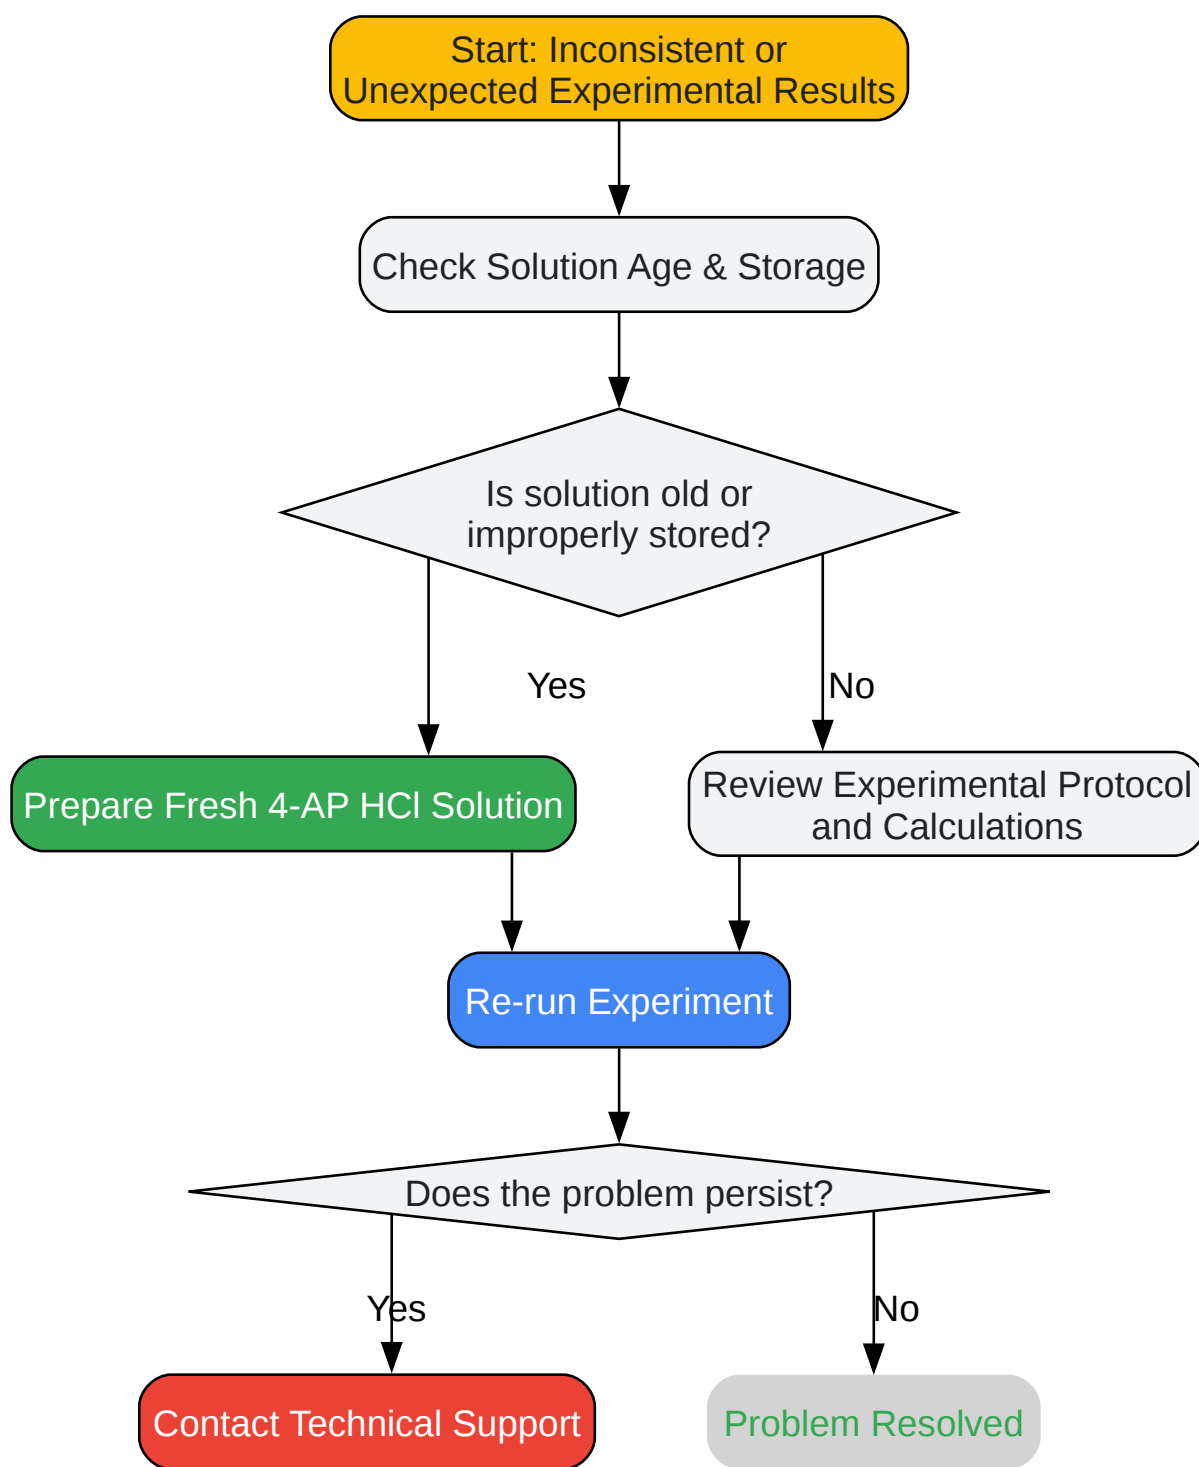 Start: Inconsistent or
Unexpected Experimental Results
Check Solution Age & Storage
Is solution old or
improperly stored?
Yes
No
Prepare Fresh 4-AP HCl Solution
Review Experimental Protocol
and Calculations
Re-run Experiment
Does the problem persist?
Yes
No
Contact Technical Support
Problem Resolved